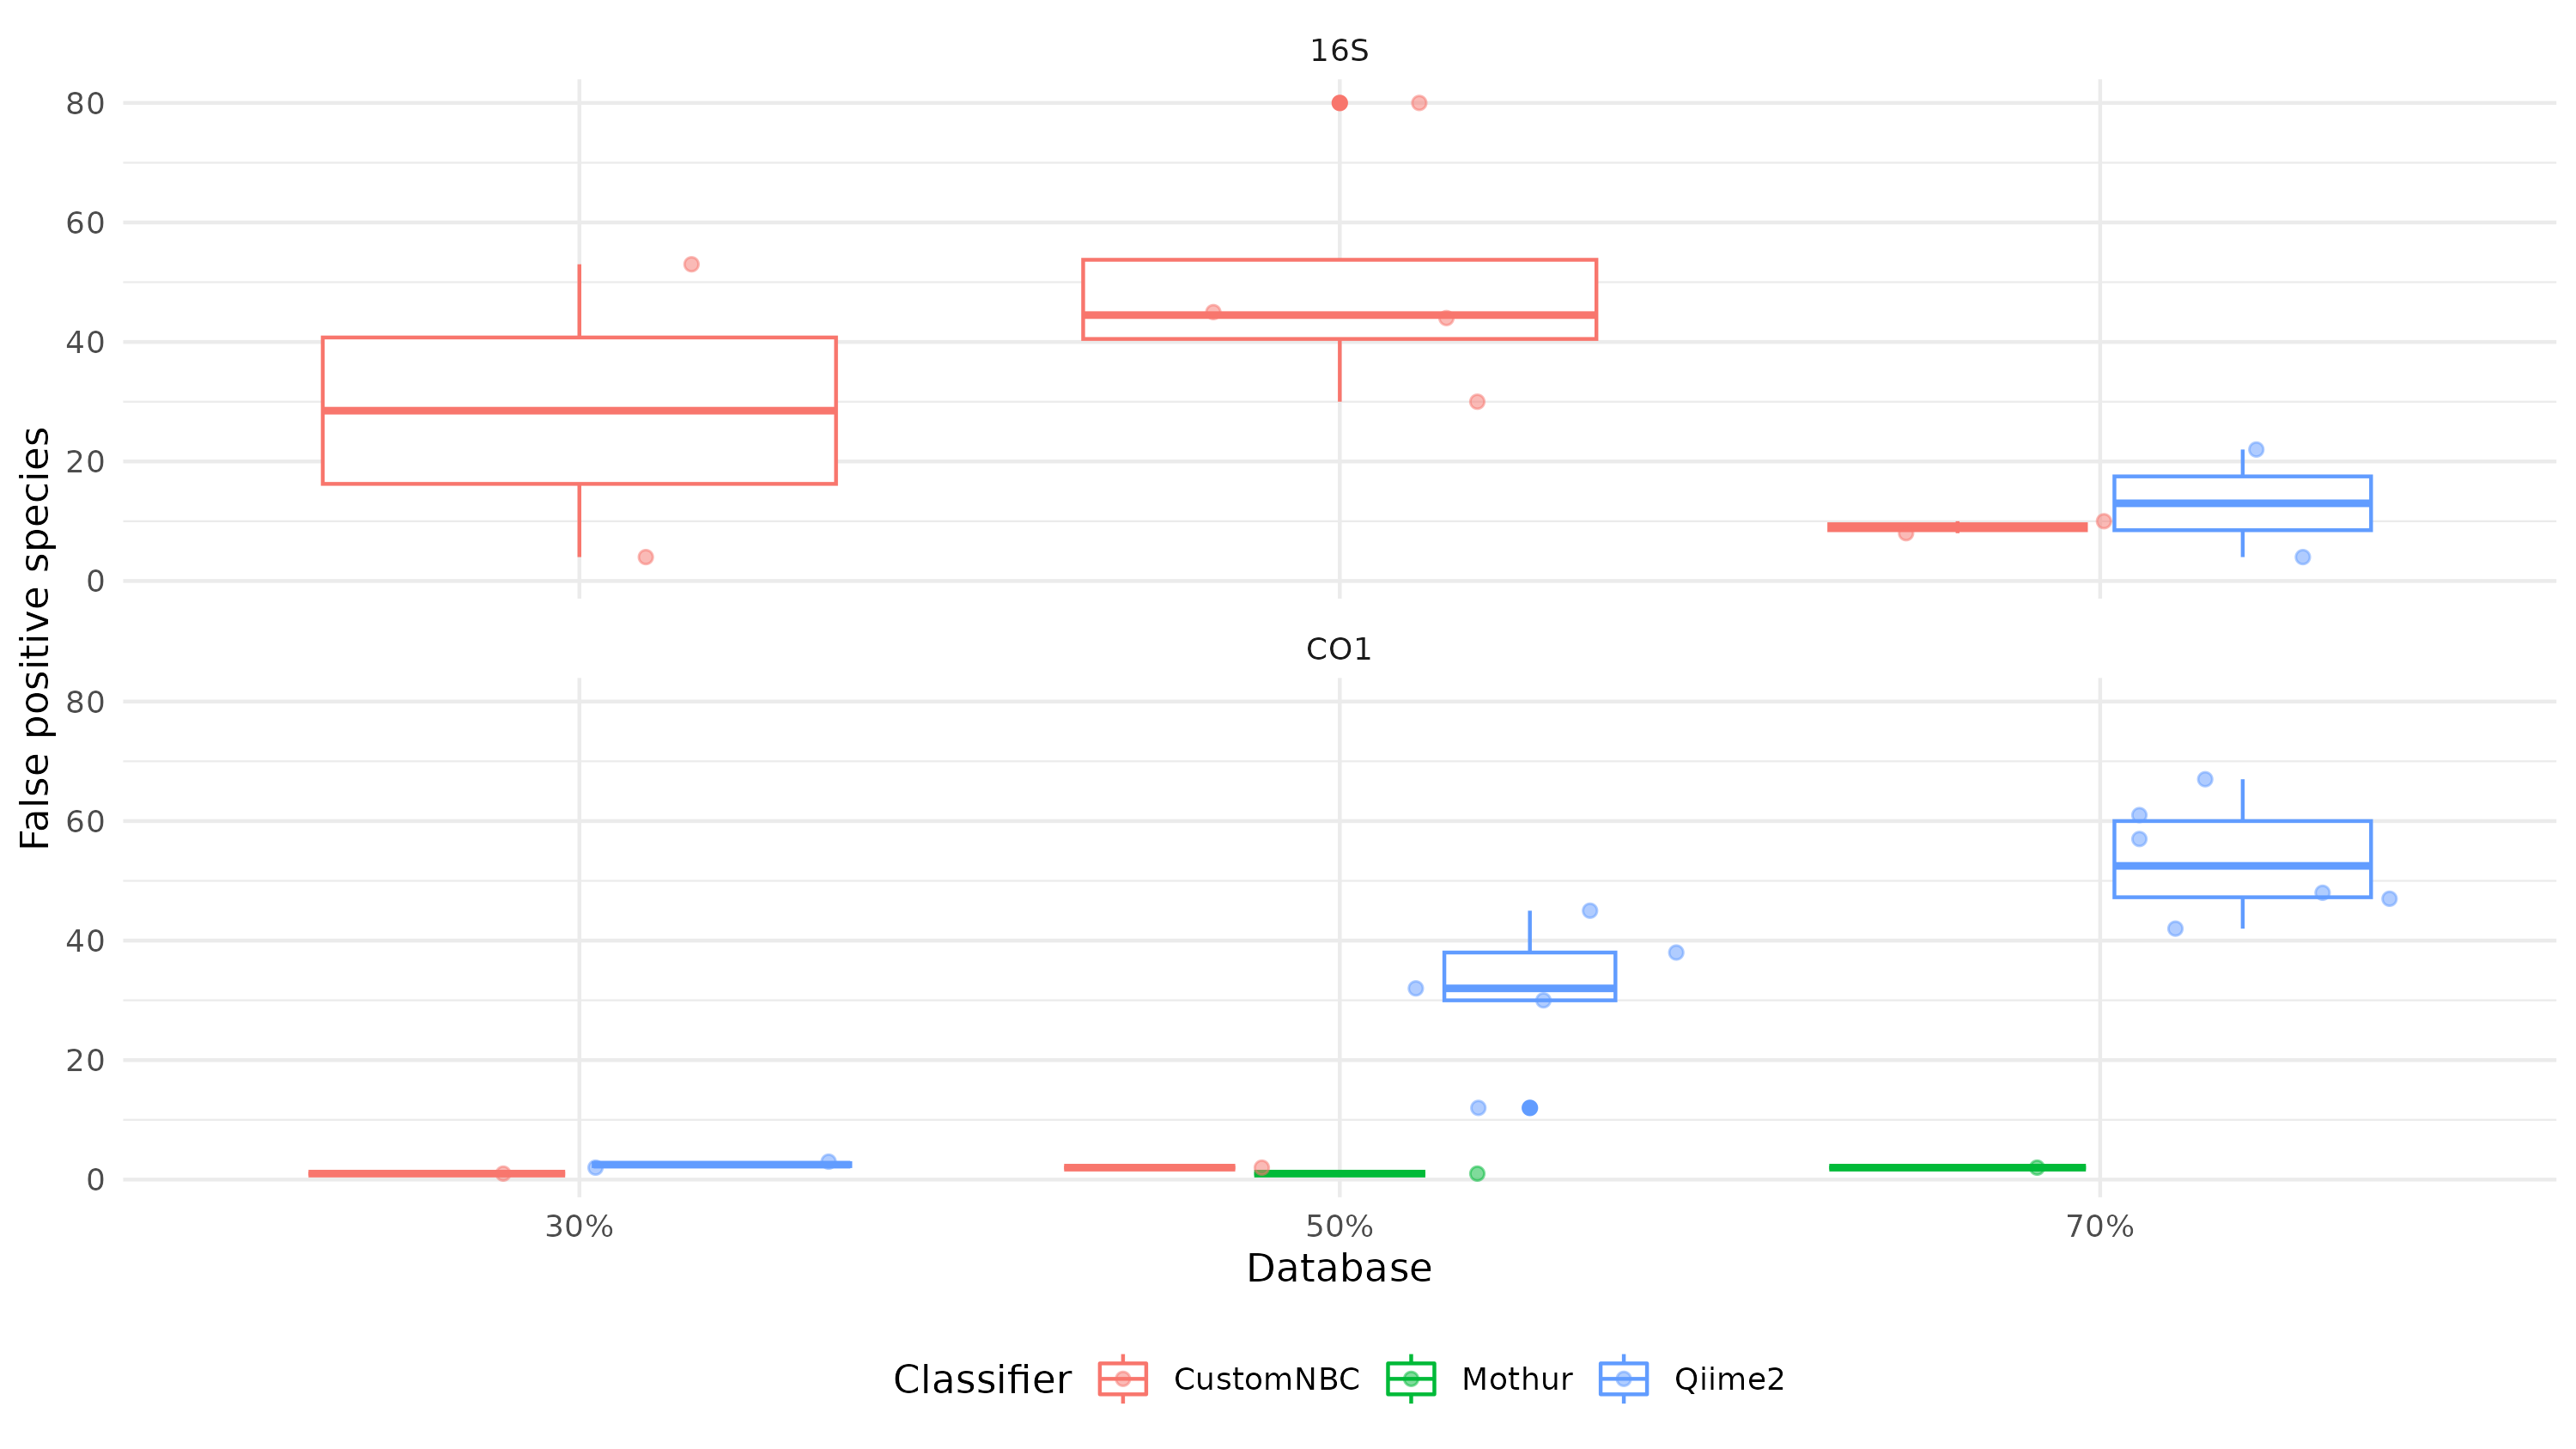 16S
80
60
40
20
0
False positive species
CO1
80
60
40
20
0
30% 50% 70%
Database
Classifier CustomNBC Mothur Qiime2